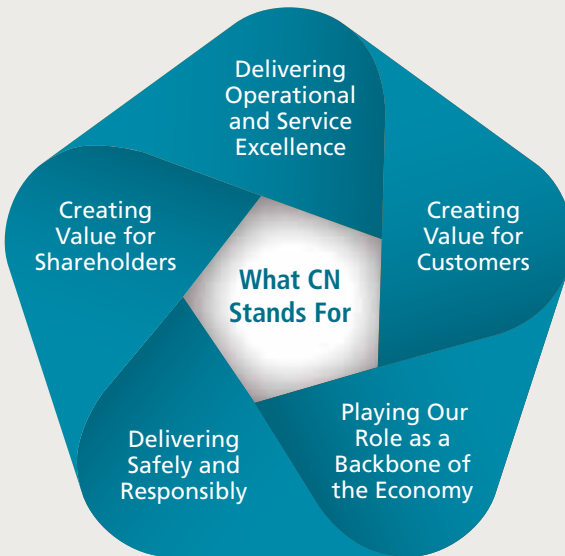 Delivering
Operational
and Service
Excellence
Creating
Value for
Shareholders
Creating
Value for
Customers
What CN
Stands For
Delivering
Safely and
Responsibly
Playing Our
Role as a
Backbone of
the Economy